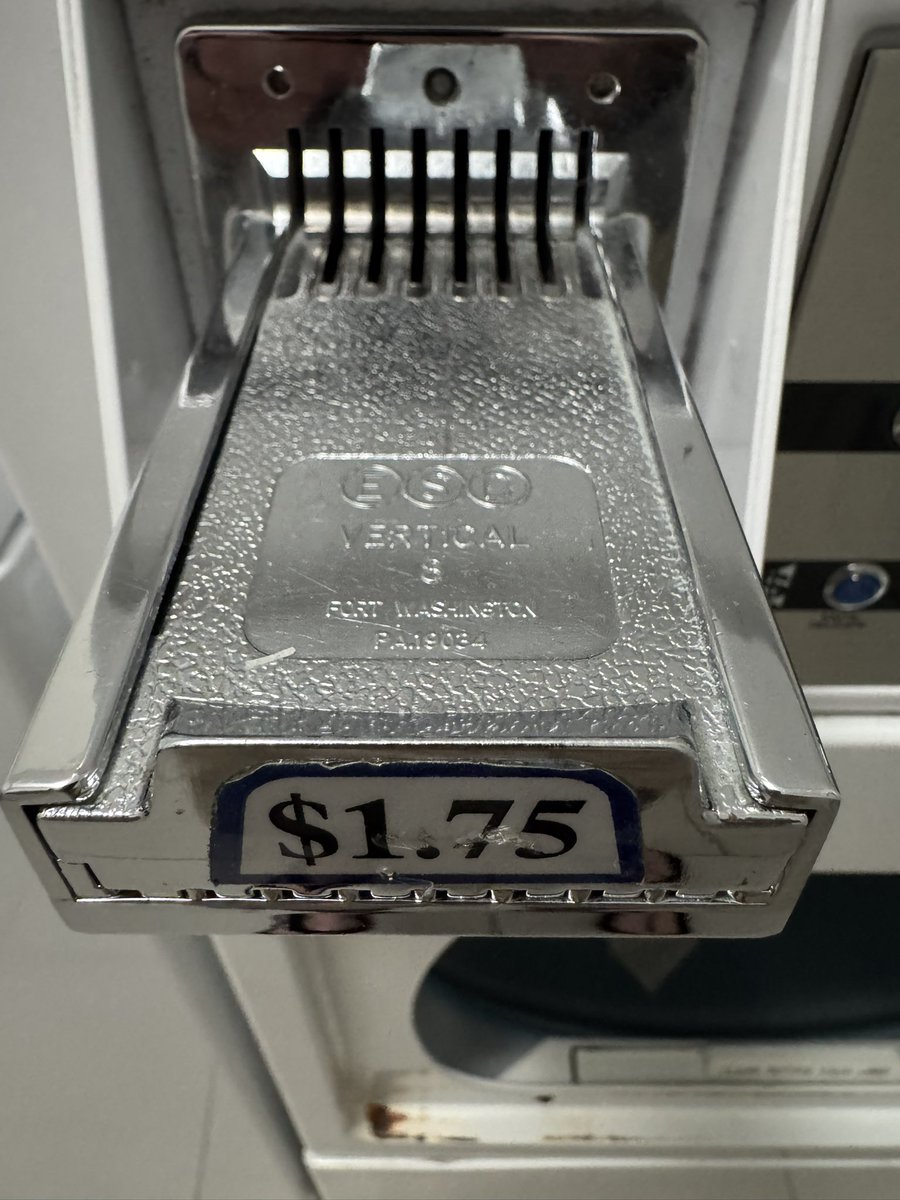 ESD
VERTICAL
8
FORT WASHINGTON
PA.19034
$1.75